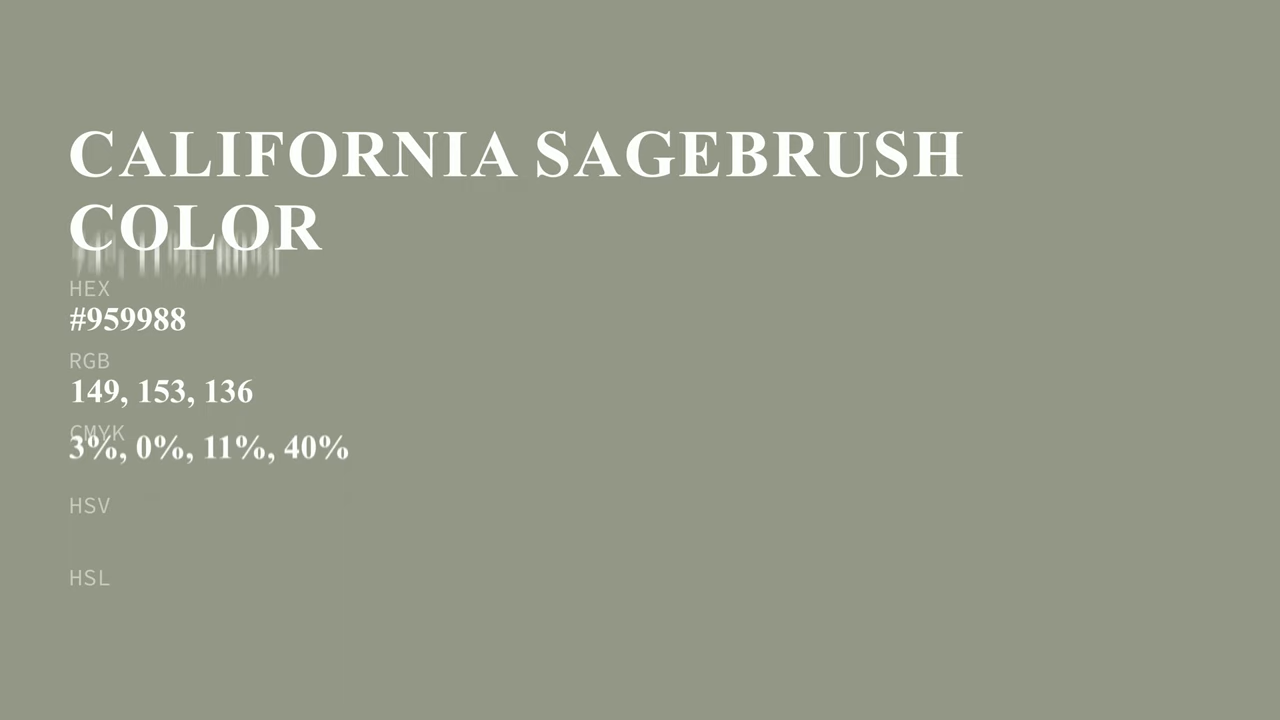 CALIFORNIA SAGEBRUSH
COLOR
HEX
#959988
RGB
149, 153, 136
CMYK
3%, 0%, 11%, 40%
HSV
HSL